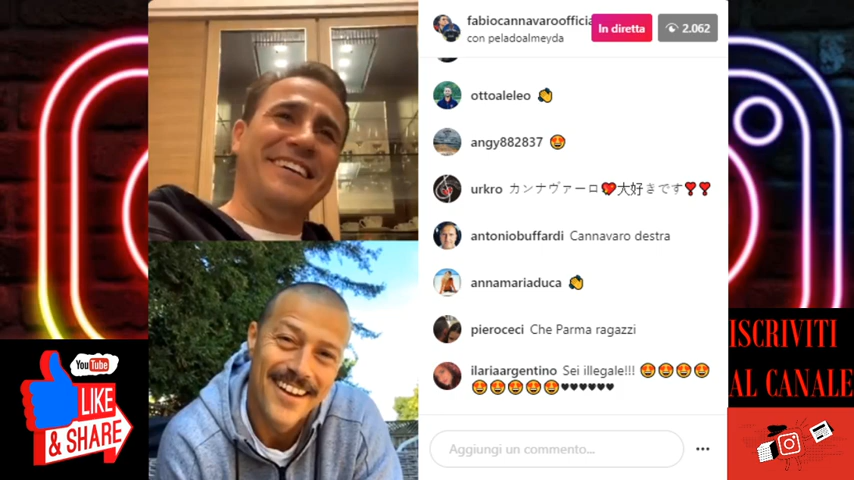 fabiocannavaroofficia
In diretta
2.062
con peladoalmeyda
ottoaleleo 👏
angy882837 😍
urkro カンナヴァーロ💖大好きです❣❣
antoniobuffardi Cannavaro destra
annamariaduca 👏
pieroceci Che Parma ragazzi
ilariaargentino Sei illegale!!! 😍😍😍😍
😍😍😍😍😍♥♥♥♥♥♥
Aggiungi un commento...
YouTube
LIKE
& SHARE
ISCRIVITI
AL CANALE